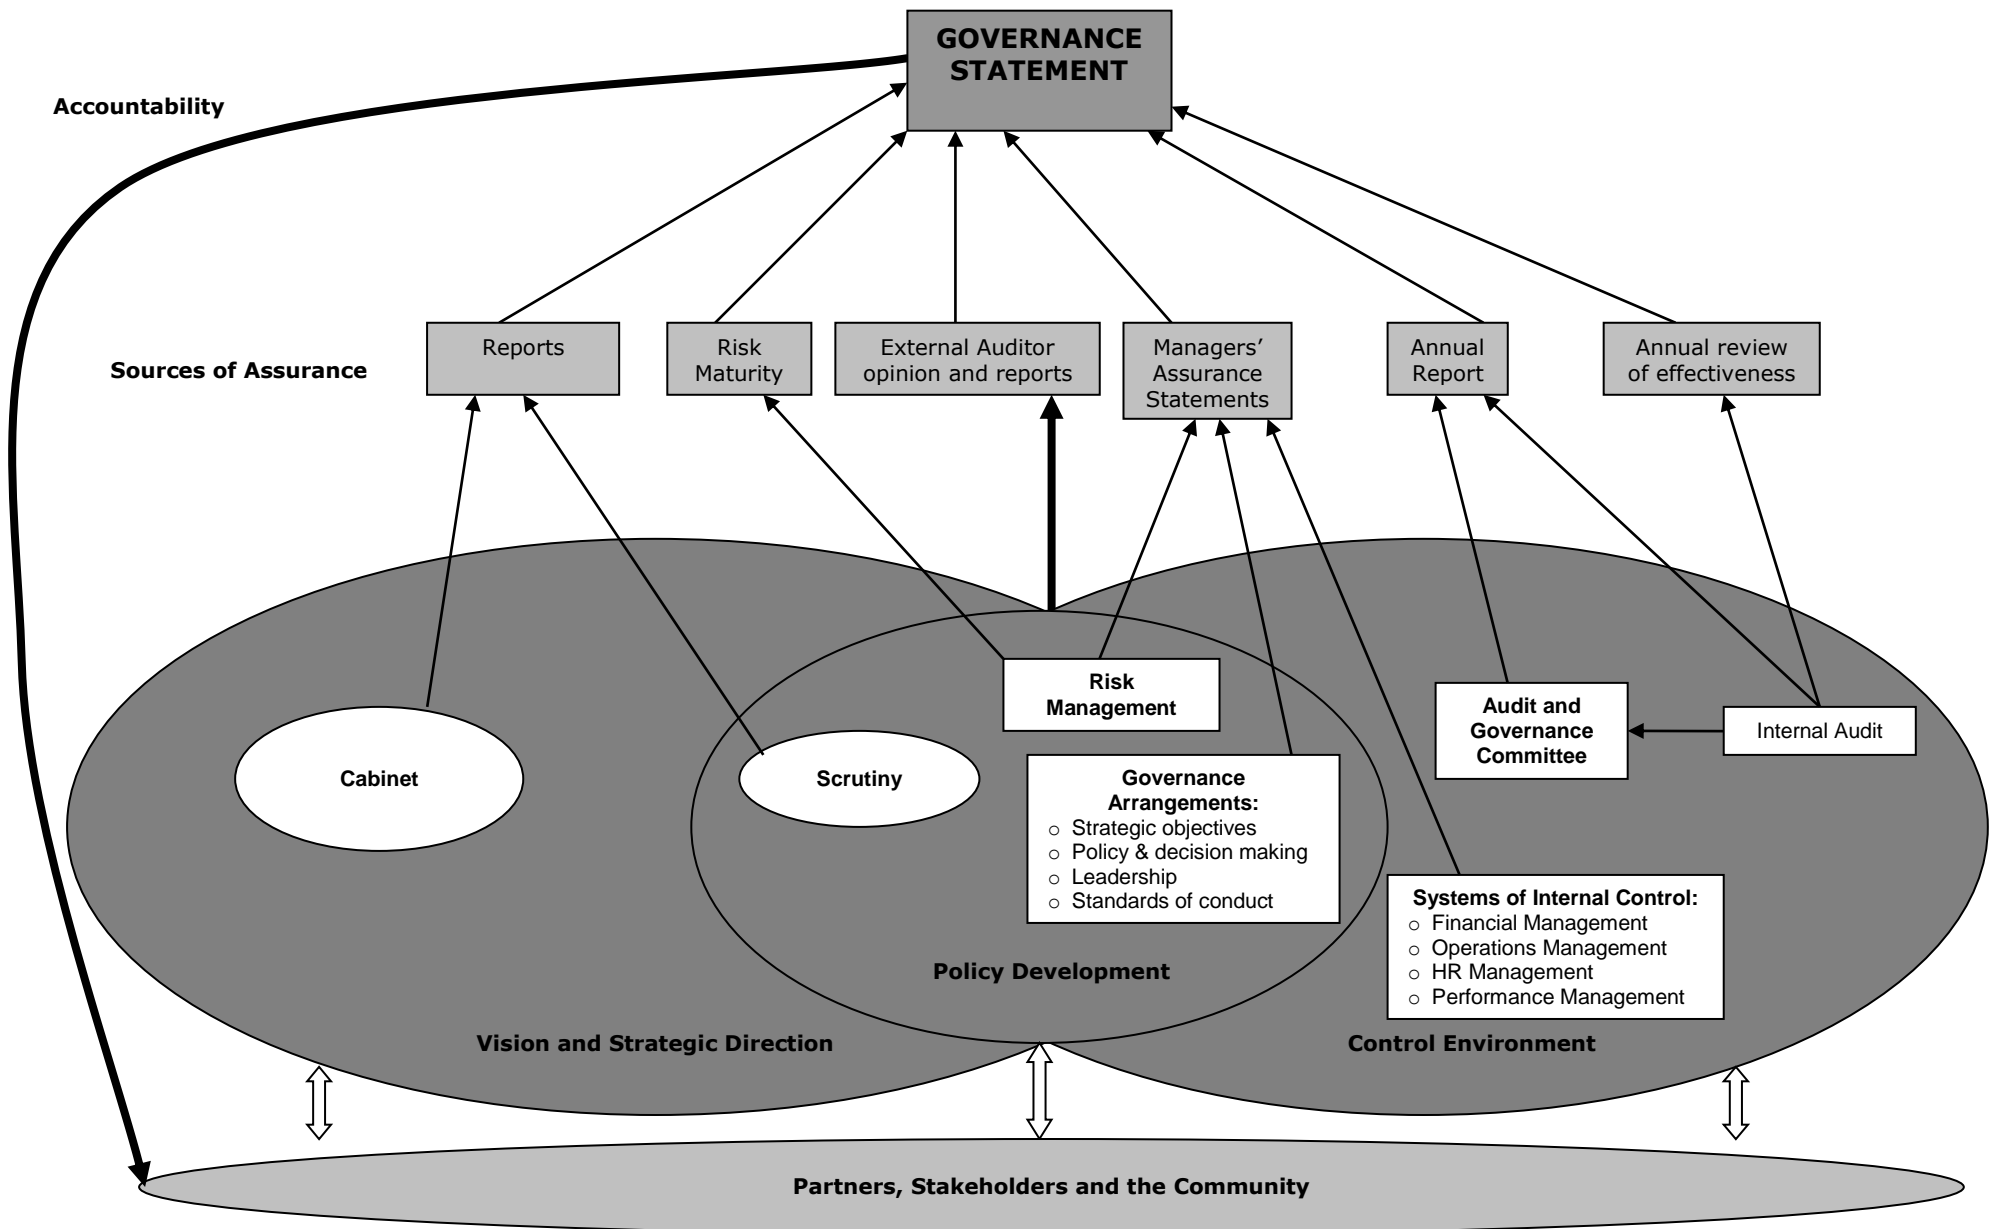 GOVERNANCE
STATEMENT
Accountability
Sources of Assurance
Reports
Risk
Maturity
External Auditor
opinion and reports
Managers’
Assurance
Statements
Annual
Report
Annual review
of effectiveness
Risk
Management
Audit and
Governance
Committee
Internal Audit
Cabinet
Scrutiny
Governance
Arrangements:
o Strategic objectives
o Policy & decision making
o Leadership
o Standards of conduct
Systems of Internal Control:
o Financial Management
o Operations Management
o HR Management
o Performance Management
Policy Development
Vision and Strategic Direction
Control Environment
Partners, Stakeholders and the Community